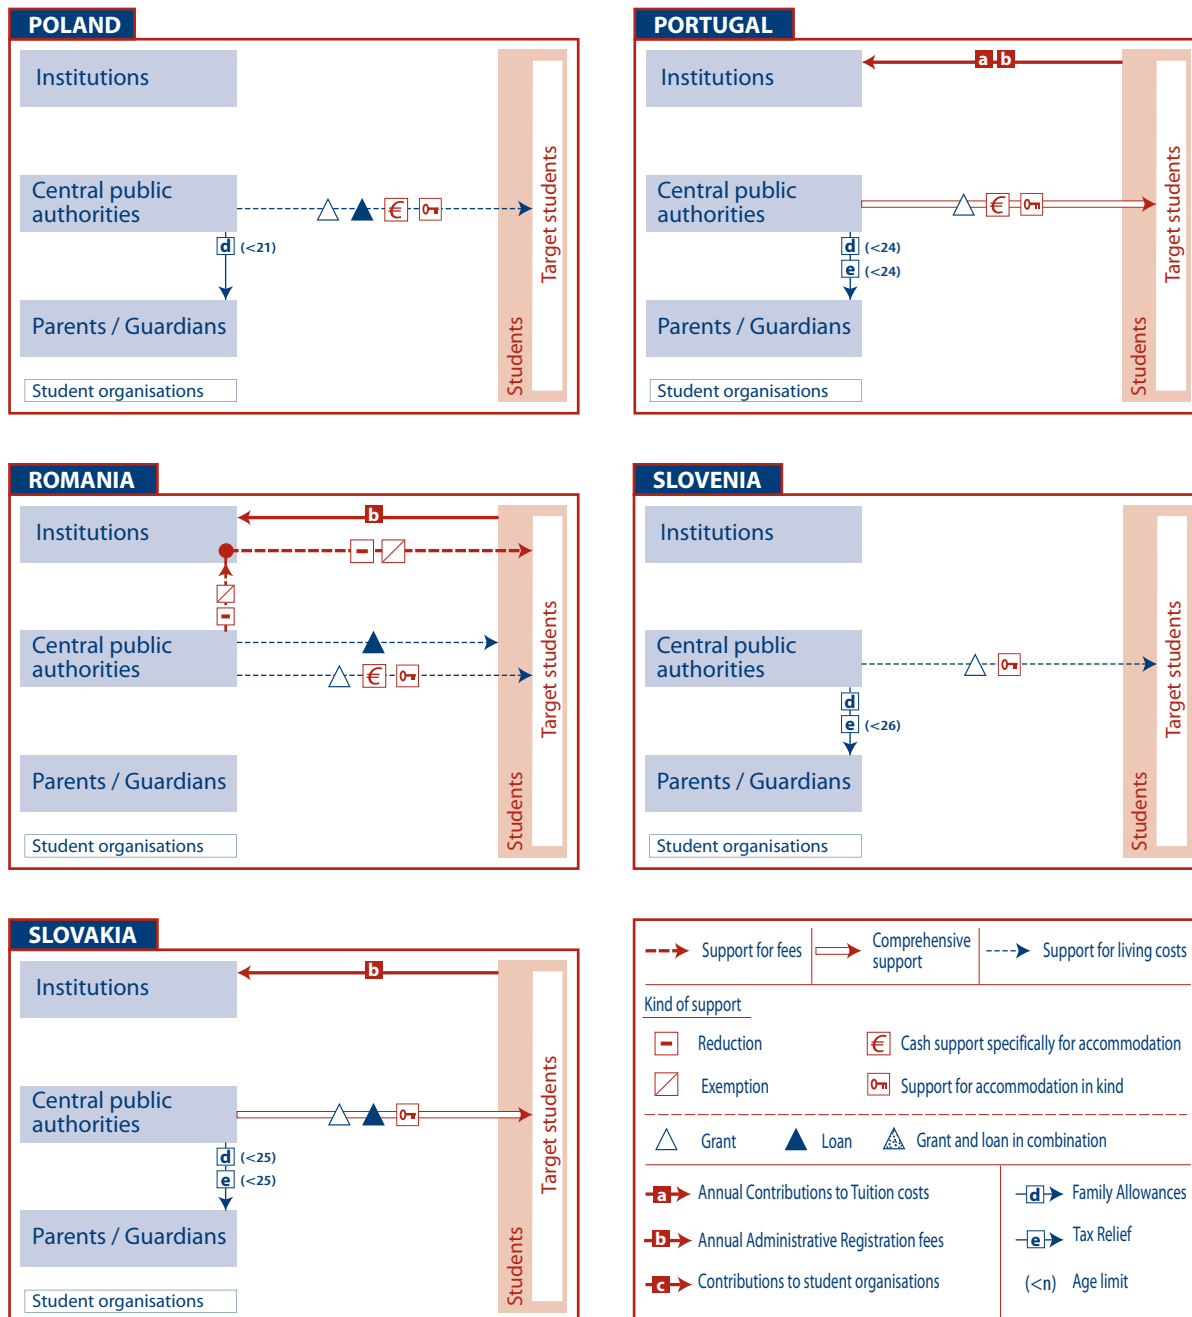 POLAND
Institutions
Central public
authorities
d (<21)
Parents / Guardians
Student organisations
€
Students
Target students
PORTUGAL
Institutions
a b
Central public
authorities
€
d (<24)
e (<24)
Parents / Guardians
Student organisations
Students
Target students
ROMANIA
Institutions
b
Central public
authorities
€
Parents / Guardians
Student organisations
Students
Target students
SLOVENIA
Institutions
Central public
authorities
d
e (<26)
Parents / Guardians
Student organisations
Students
Target students
SLOVAKIA
Institutions
b
Central public
authorities
d (<25)
e (<25)
Parents / Guardians
Student organisations
Students
Target students
Support for fees
Comprehensive
support
Support for living costs
Kind of support
Reduction
€ Cash support specifically for accommodation
Exemption
Support for accommodation in kind
Grant
Loan
Grant and loan in combination
a Annual Contributions to Tuition costs
d Family Allowances
b Annual Administrative Registration fees
e Tax Relief
c Contributions to student organisations
(<n) Age limit